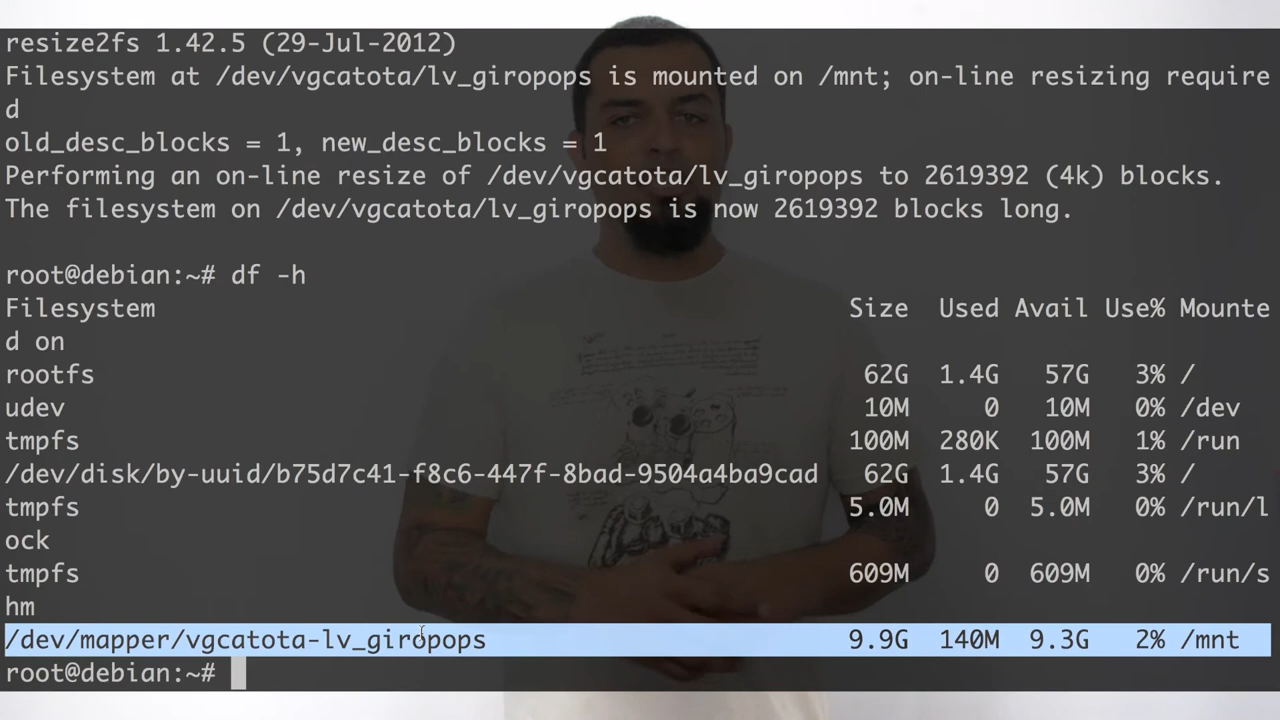 resize2fs 1.42.5 (29-Jul-2012)
Filesystem at /dev/vgcatota/lv_giropops is mounted on /mnt; on-line resizing require
d
old_desc_blocks = 1, new_desc_blocks = 1
Performing an on-line resize of /dev/vgcatota/lv_giropops to 2619392 (4k) blocks.
The filesystem on /dev/vgcatota/lv_giropops is now 2619392 blocks long.
root@debian:~# df -h
Filesystem Size Used Avail Use% Mounte
d on
rootfs 62G 1.4G 57G 3% /
udev 10M 0 10M 0% /dev
tmpfs 100M 280K 100M 1% /run
/dev/disk/by-uuid/b75d7c41-f8c6-447f-8bad-9504a4ba9cad 62G 1.4G 57G 3% /
tmpfs 5.0M 0 5.0M 0% /run/l
ock
tmpfs 609M 0 609M 0% /run/s
hm
/dev/mapper/vgcatota-lv_giropops 9.9G 140M 9.3G 2% /mnt
root@debian:~#